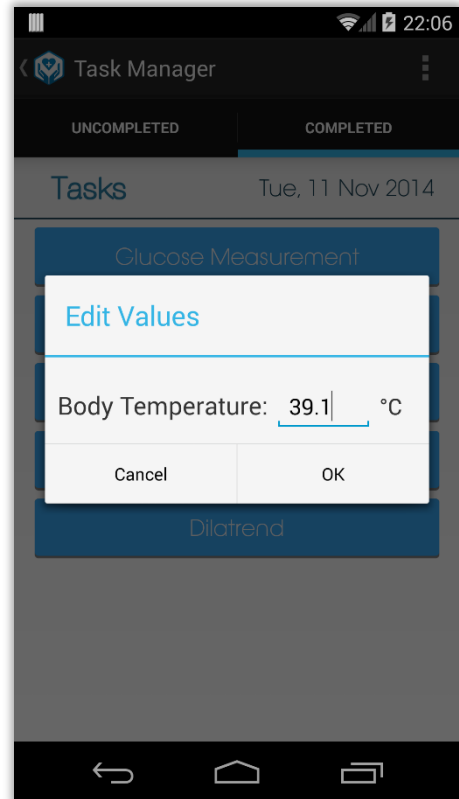 22:06
Task Manager
UNCOMPLETED COMPLETED
Tasks Tue, 11 Nov 2014
Glucose Measurement
Edit Values
Body Temperature: 39.1 °C
Cancel OK
Dilatrend